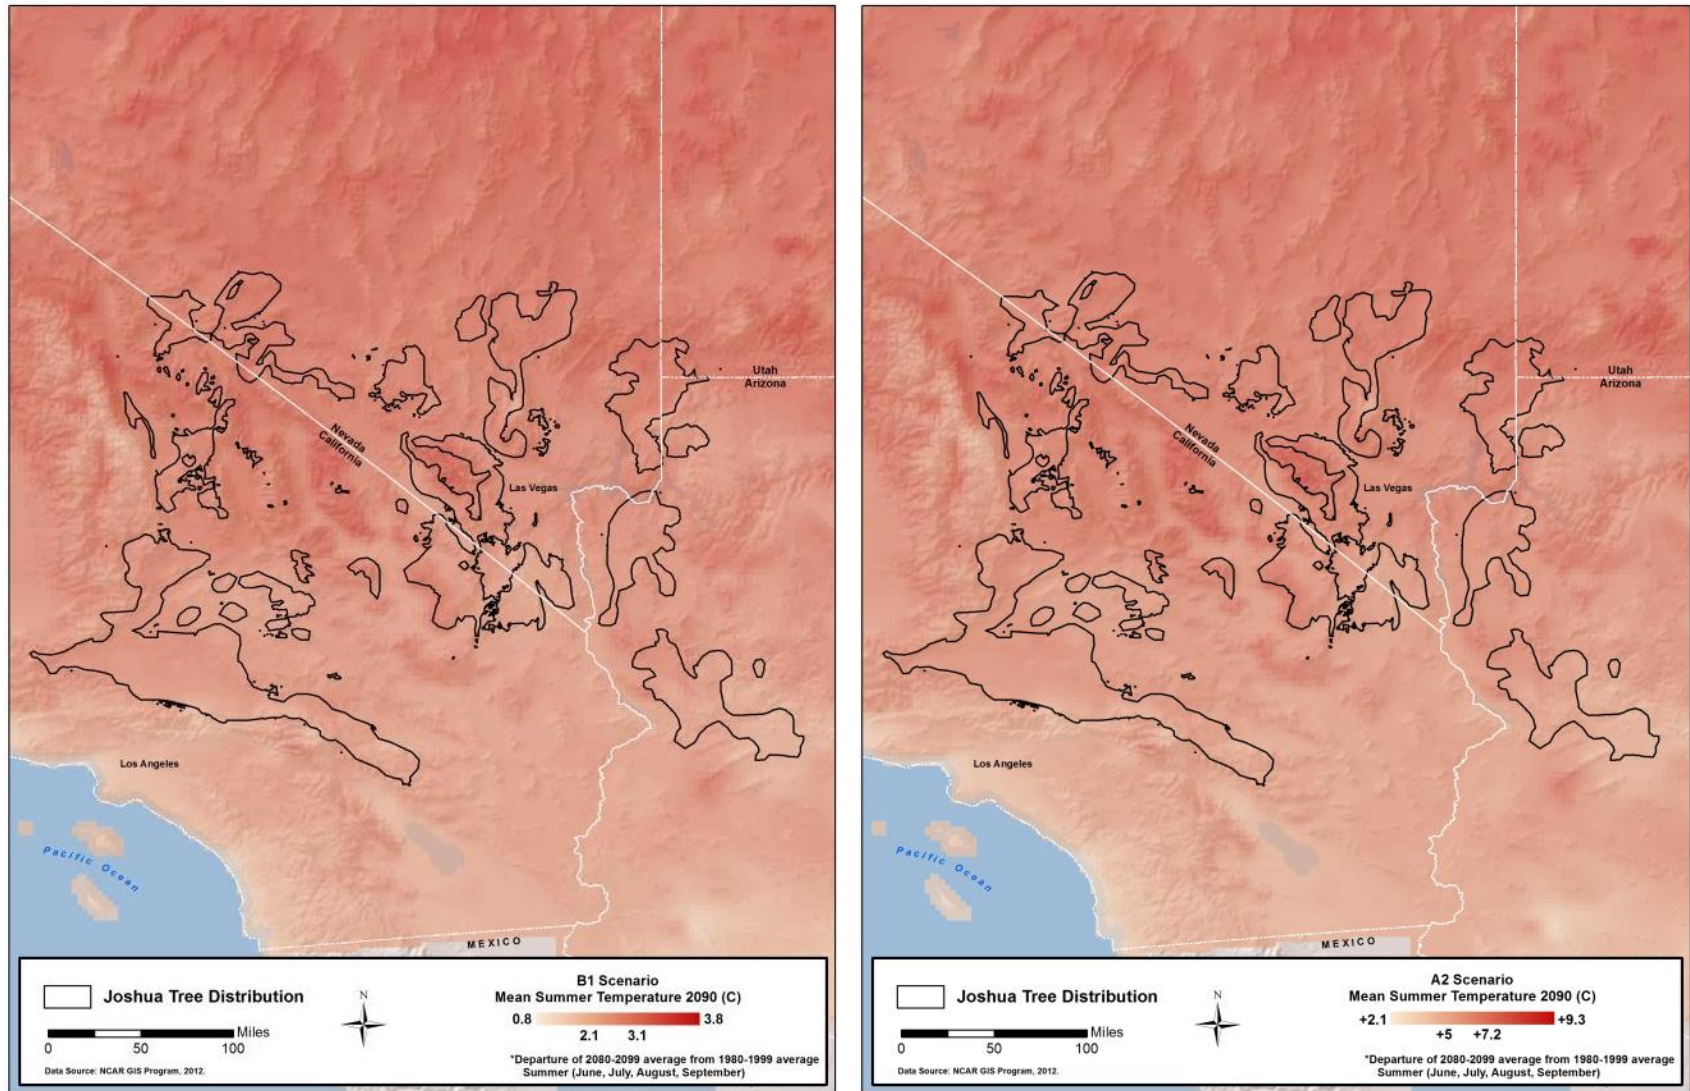 Utah
Arizona
Nevada
California
Las Vegas
Los Angeles
Pacific Ocean
MEXICO
Joshua Tree Distribution
N
Miles
0 50 100
Data Source: NCAR GIS Program, 2012.
B1 Scenario
Mean Summer Temperature 2090 (C)
0.8 3.8
2.1 3.1
*Departure of 2080-2099 average from 1980-1999 average
Summer (June, July, August, September)
Utah
Arizona
Nevada
California
Las Vegas
Los Angeles
Pacific Ocean
MEXICO
Joshua Tree Distribution
N
Miles
0 50 100
Data Source: NCAR GIS Program, 2012.
A2 Scenario
Mean Summer Temperature 2090 (C)
+2.1 +9.3
+5 +7.2
*Departure of 2080-2099 average from 1980-1999 average
Summer (June, July, August, September)